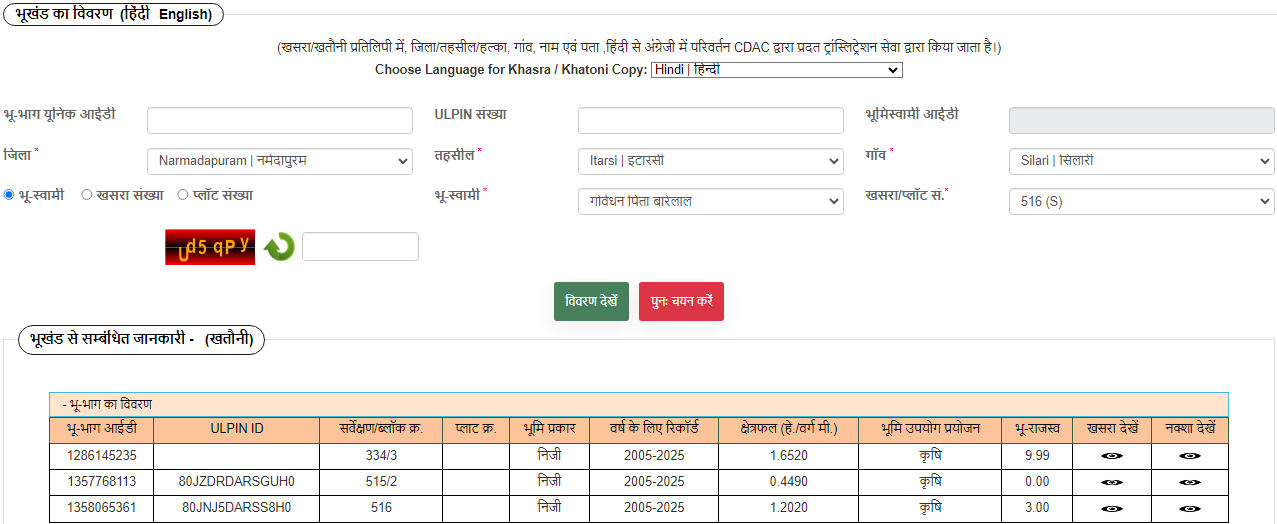 भूखंड का विवरण (हिंदी English)
(खसरा/खतौनी प्रतिलिपी में, जिला/तहसील/हल्का, गांव, नाम एवं पता ,हिंदी से अंग्रेजी में परिवर्तन CDAC द्वारा प्रदत ट्रांस्लिट्रेशन सेवा द्वारा किया जाता है।)
Choose Language for Khasra / Khatoni Copy: Hindi | हिन्दी
भू-भाग यूनिक आईडी ULPIN संख्या भूमिस्वामी आईडी
जिला * Narmadapuram | नर्मदापुरम तहसील * Itarsi | इटारसी गाँव * Silari | सिलारी
भू-स्वामी खसरा संख्या प्लॉट संख्या भू-स्वामी * गोवर्धन पिता बारेलाल खसरा/प्लॉट सं.* 516 (S)
Ud5 qPy
विवरण देखें पुनः चयन करें
भूखंड से सम्बंधित जानकारी - (खतौनी)
- भू-भाग का विवरण
भू-भाग आईडी ULPIN ID सर्वेक्षण/ब्लॉक क्र. प्लाट क्र. भूमि प्रकार वर्ष के लिए रिकॉर्ड क्षेत्रफल (हे./वर्ग मी.) भूमि उपयोग प्रयोजन भू-राजस्व खसरा देखें नक्शा देखें
1286145235 334/3 निजी 2005-2025 1.6520 कृषि 9.99
1357768113 80JZDRDARSGUH0 515/2 निजी 2005-2025 0.4490 कृषि 0.00
1358065361 80JNJ5DARSS8H0 516 निजी 2005-2025 1.2020 कृषि 3.00